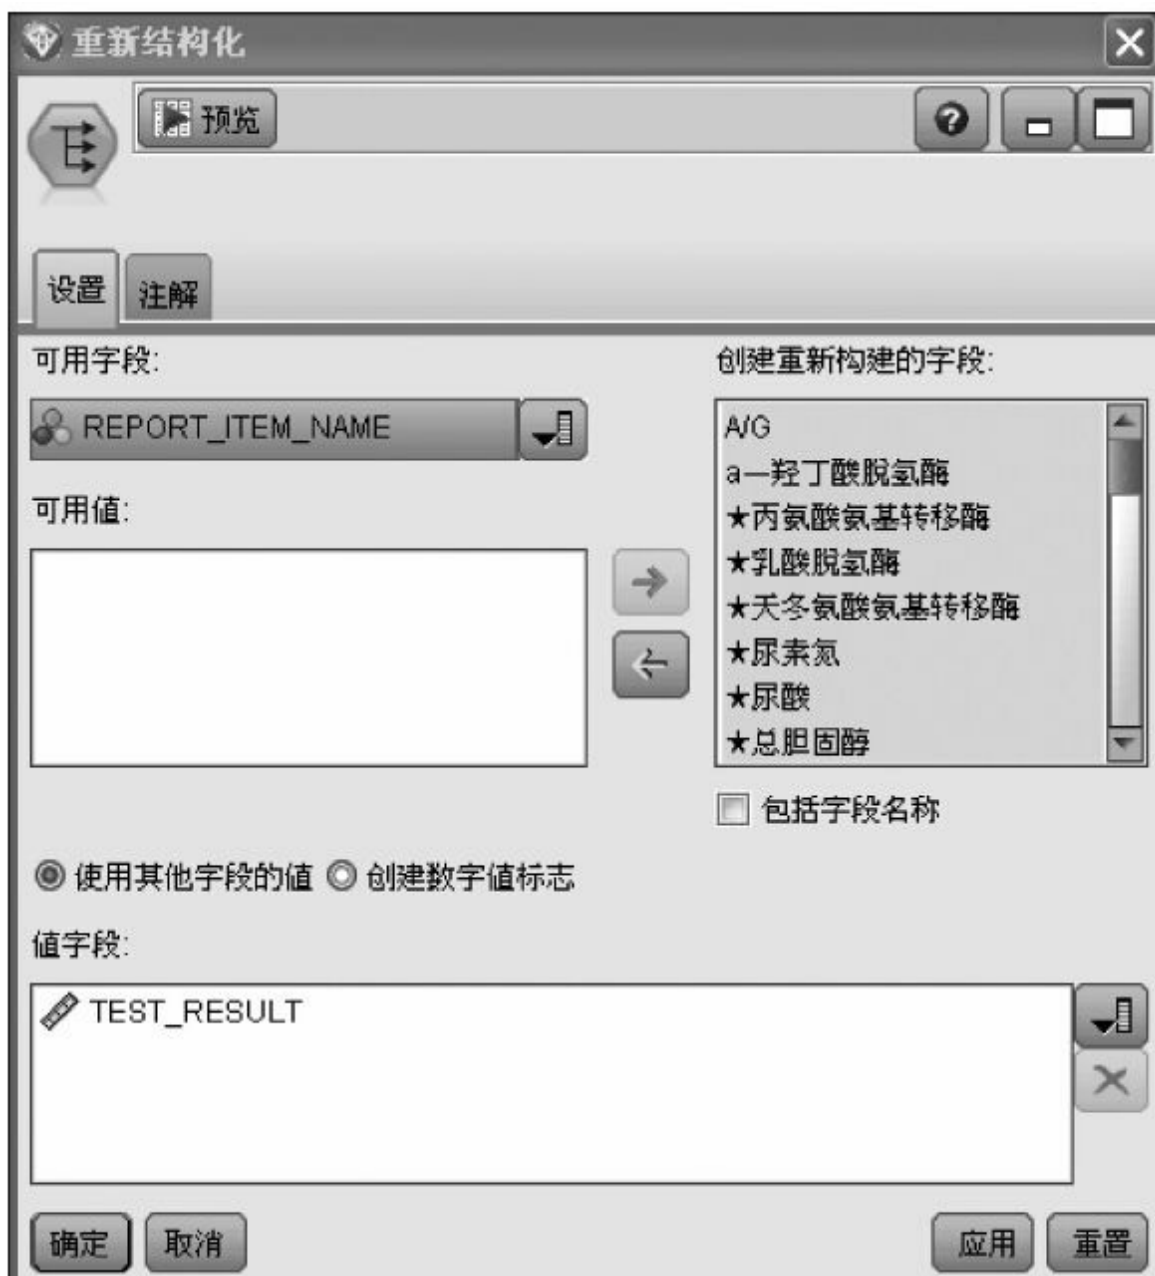 重新结构化
预览
设置 注解
可用字段:
REPORT_ITEM_NAME
可用值:
创建重新构建的字段:
A/G
a—羟丁酸脱氢酶
★丙氨酸氨基转移酶
★乳酸脱氢酶
★天冬氨酸氨基转移酶
★尿素氮
★尿酸
★总胆固醇
包括字段名称
使用其他字段的值 创建数字值标志
值字段:
TEST_RESULT
确定 取消 应用 重置